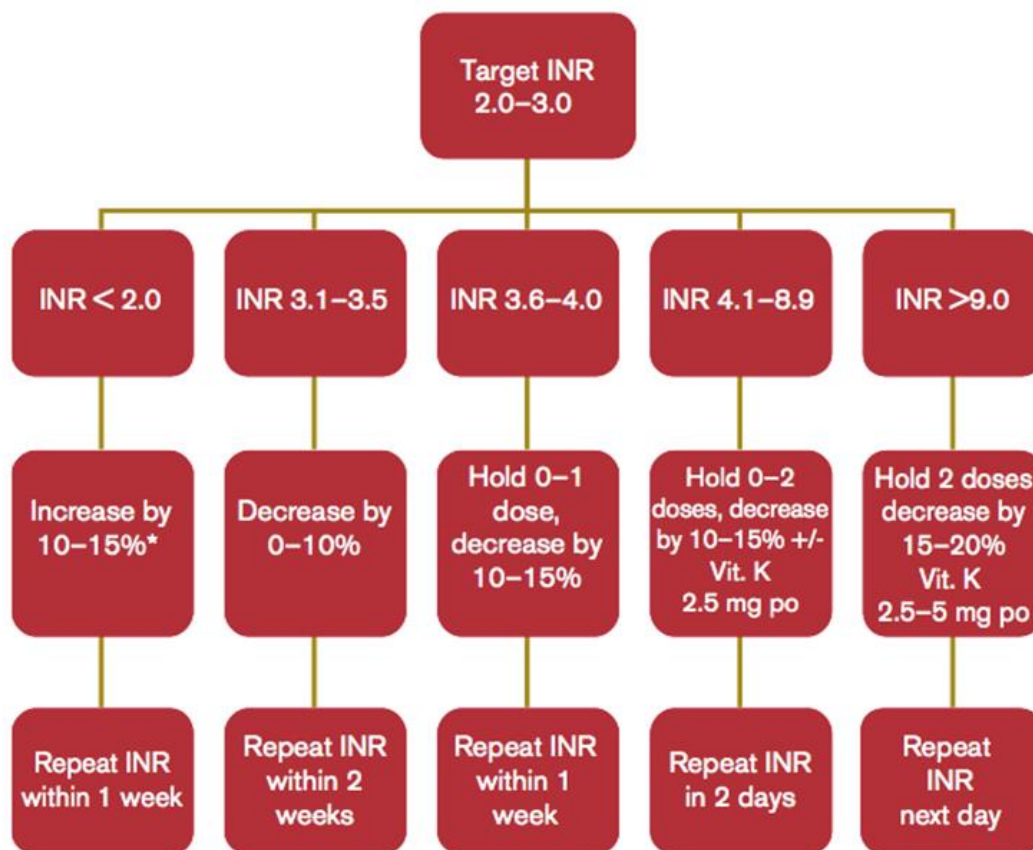 Target INR
2.0–3.0
INR < 2.0
INR 3.1–3.5
INR 3.6–4.0
INR 4.1–8.9
INR >9.0
Increase by
10–15%*
Decrease by
0–10%
Hold 0–1
dose,
decrease by
10–15%
Hold 0–2
doses, decrease
by 10–15% +/-
Vit. K
2.5 mg po
Hold 2 doses
decrease by
15–20%
Vit. K
2.5–5 mg po
Repeat INR
within 1 week
Repeat INR
within 2
weeks
Repeat INR
within 1
week
Repeat INR
in 2 days
Repeat
INR
next day